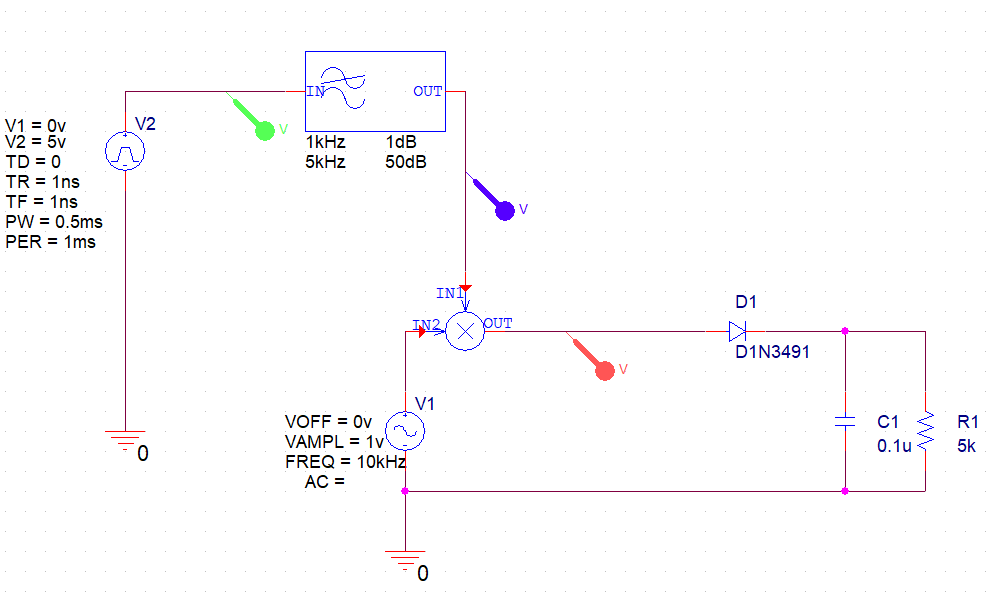 IN
OUT
V
V2
V1 = 0v
V2 = 5v
TD = 0
TR = 1ns
TF = 1ns
PW = 0.5ms
PER = 1ms
1kHz 1dB
5kHz 50dB
V
IN1
IN2
OUT
V
D1
D1N3491
V1
VOFF = 0v
VAMPL = 1v
FREQ = 10kHz
AC =
C1
0.1u
R1
5k
0
0